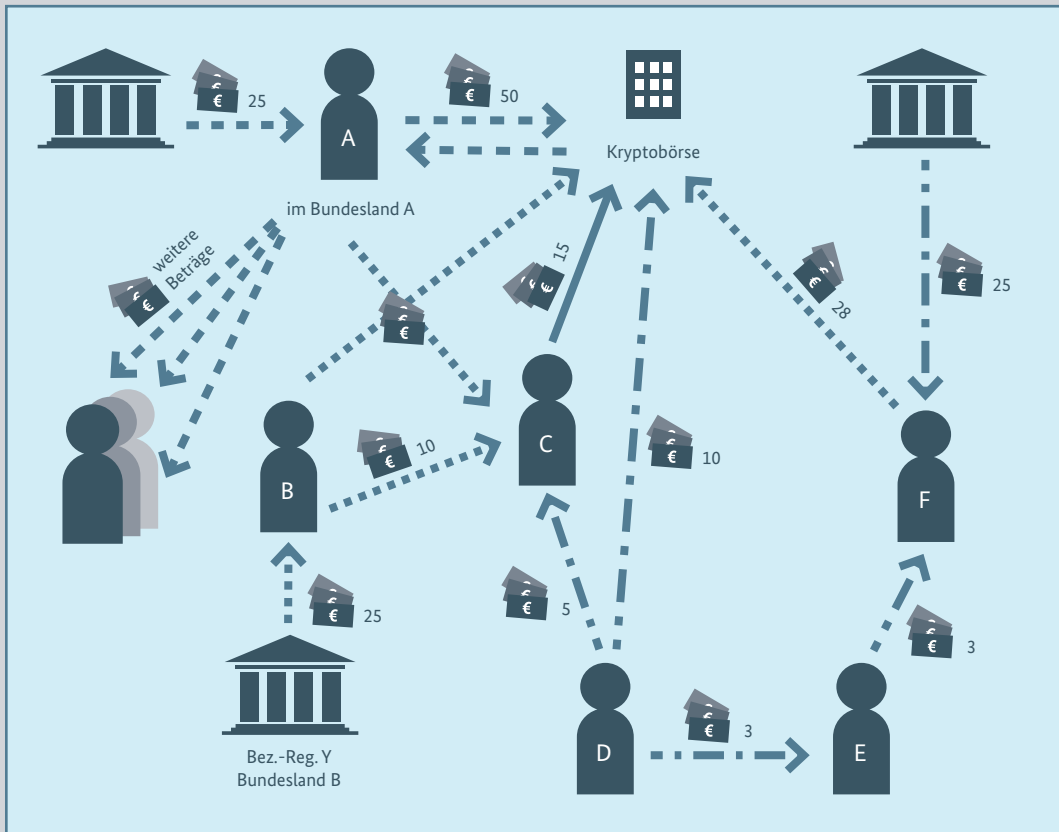 25
A
50
Kryptobörse
im Bundesland A
weitere
Beträge
15
28
25
C
10
B
10
F
25
5
3
3
D
E
Bez.-Reg. Y
Bundesland B
€
€
€
€
€
€
€
€
€
€
€
€